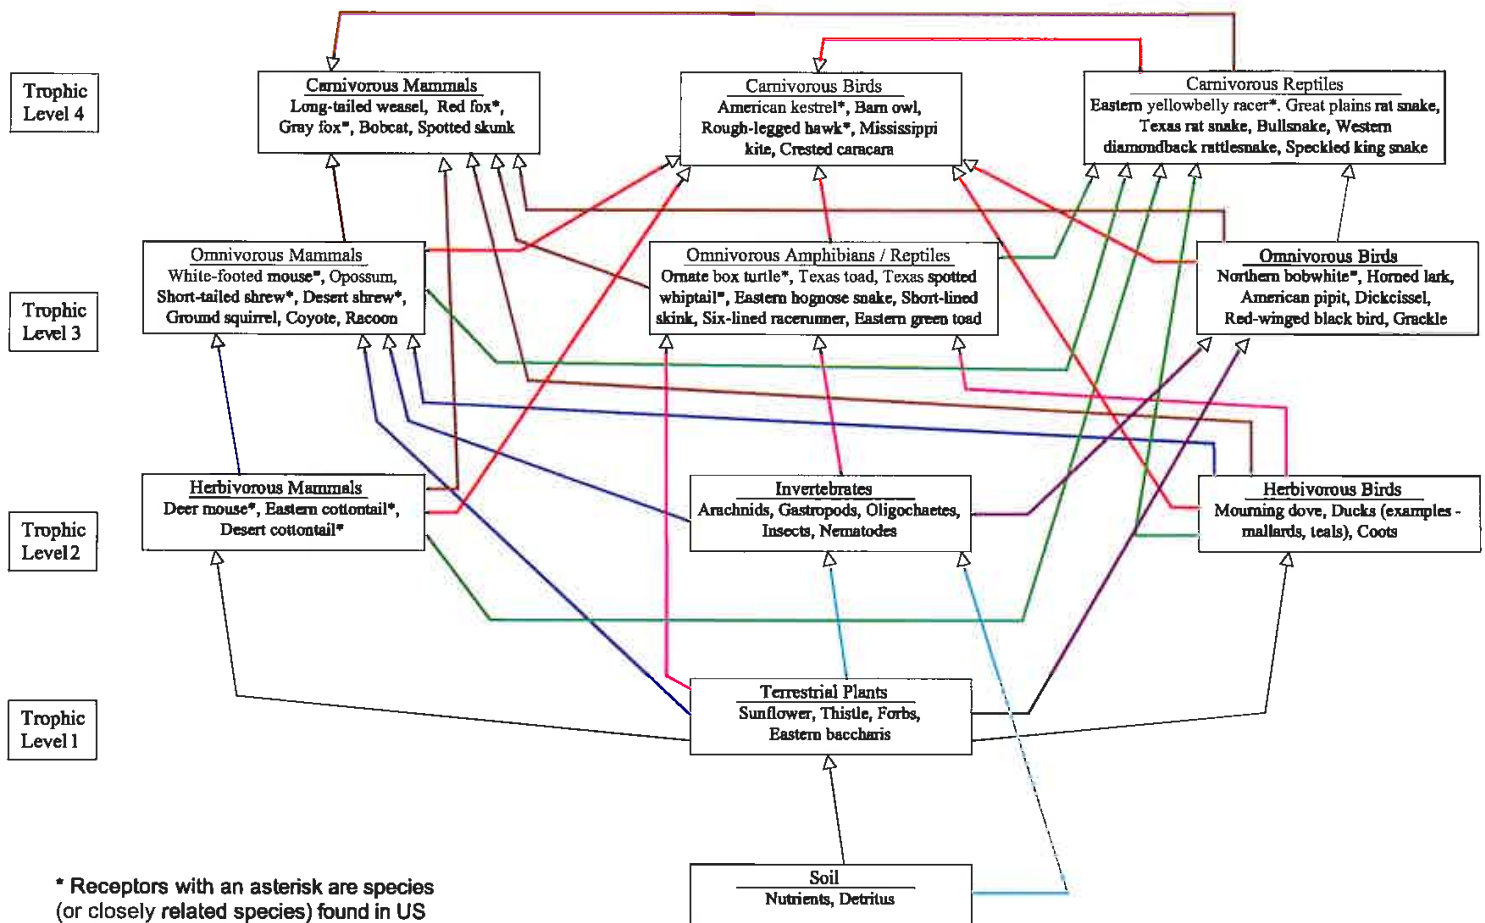 Trophic
Level 4
Carnivorous Mammals
Long-tailed weasel, Red fox*,
Gray fox*, Bobcat, Spotted skunk
Carnivorous Birds
American kestrel*, Barn owl,
Rough-legged hawk*, Mississippi
kite, Crested caracara
Carnivorous Reptiles
Eastern yellowbelly racer*. Great plains rat snake,
Texas rat snake, Bullsnake, Western
diamondback rattlesnake, Speckled king snake
Trophic
Level 3
Omnivorous Mammals
White-footed mouse*, Opossum,
Short-tailed shrew*, Desert shrew*,
Ground squirrel, Coyote, Racoon
Omnivorous Amphibians / Reptiles
Ornate box turtle*, Texas toad, Texas spotted
whiptail*, Eastern hognose snake, Short-lined
skink, Six-lined racerunner, Eastern green toad
Omnivorous Birds
Northern bobwhite*, Horned lark,
American pipit, Dickcissel,
Red-winged black bird, Grackle
Trophic
Level 2
Herbivorous Mammals
Deer mouse*, Eastern cottontail*,
Desert cottontail*
Invertebrates
Arachnids, Gastropods, Oligochaetes,
Insects, Nematodes
Herbivorous Birds
Mourning dove, Ducks (examples -
mallards, teals), Coots
Trophic
Level 1
Terrestrial Plants
Sunflower, Thistle, Forbs,
Eastern baccharis
Soil
Nutrients, Detritus
* Receptors with an asterisk are species
(or closely related species) found in US